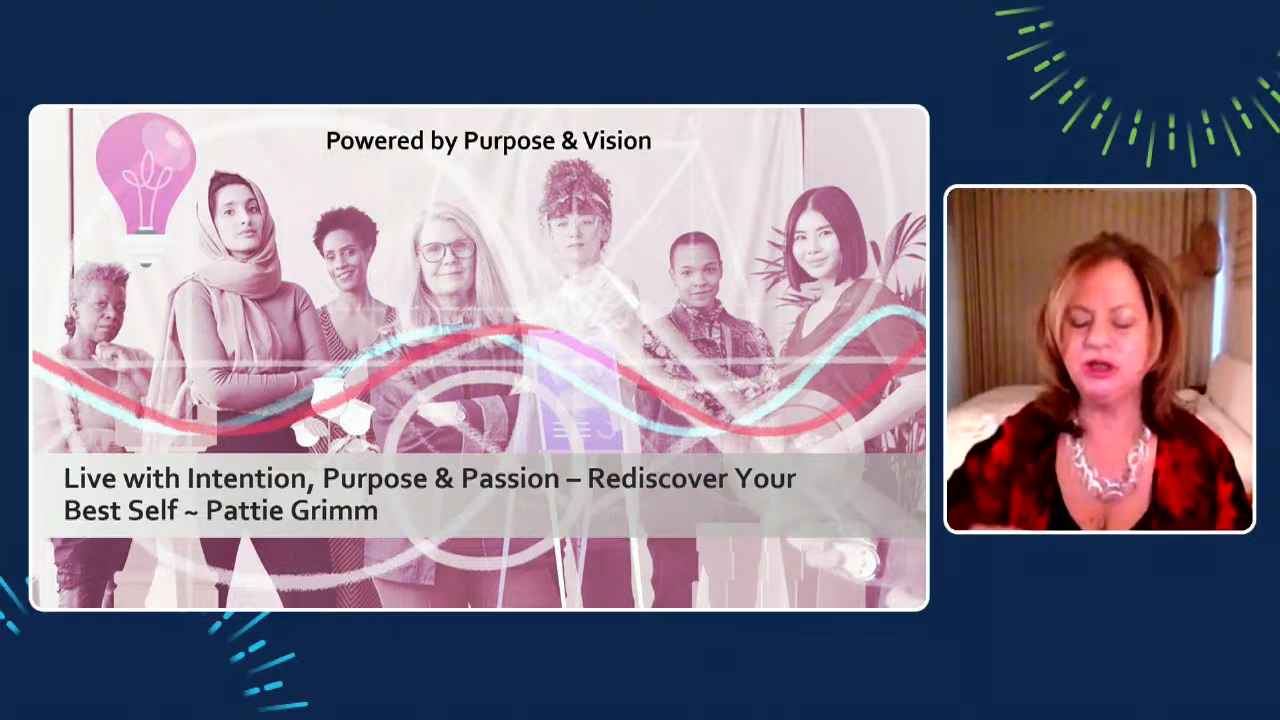 Powered by Purpose & Vision
Live with Intention, Purpose & Passion – Rediscover Your
Best Self ~ Pattie Grimm